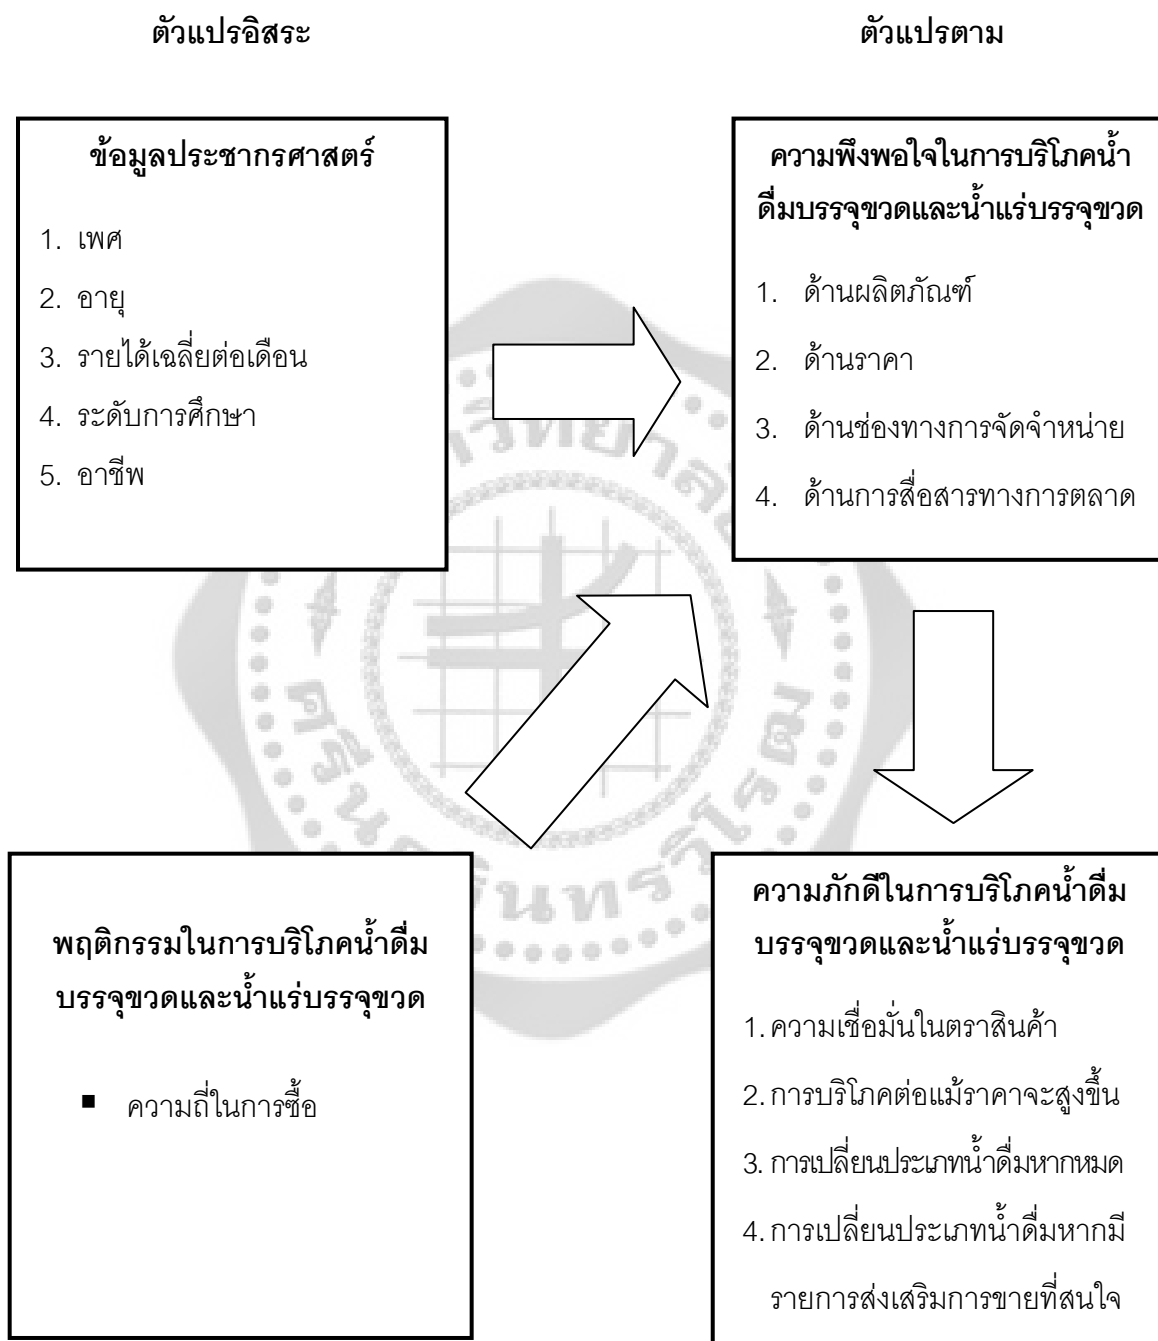 ตัวแปรอิสระ
ตัวแปรตาม
ข้อมูลประชากรศาสตร์
1. เพศ
2. อายุ
3. รายได้เฉลี่ยต่อเดือน
4. ระดับการศึกษา
5. อาชีพ
ความพึงพอใจในการบริโภคน้ำ
ดื่มบรรจุขวดและน้ำแร่บรรจุขวด
1. ด้านผลิตภัณฑ์
2. ด้านราคา
3. ด้านช่องทางการจัดจำหน่าย
4. ด้านการสื่อสารทางการตลาด
พฤติกรรมในการบริโภคน้ำดื่ม
บรรจุขวดและน้ำแร่บรรจุขวด
▪ ความถี่ในการซื้อ
ความภักดีในการบริโภคน้ำดื่ม
บรรจุขวดและน้ำแร่บรรจุขวด
1. ความเชื่อมั่นในตราสินค้า
2. การบริโภคต่อแม้ราคาจะสูงขึ้น
3. การเปลี่ยนประเภทน้ำดื่มหากหมด
4. การเปลี่ยนประเภทน้ำดื่มหากมี
รายการส่งเสริมการขายที่สนใจ